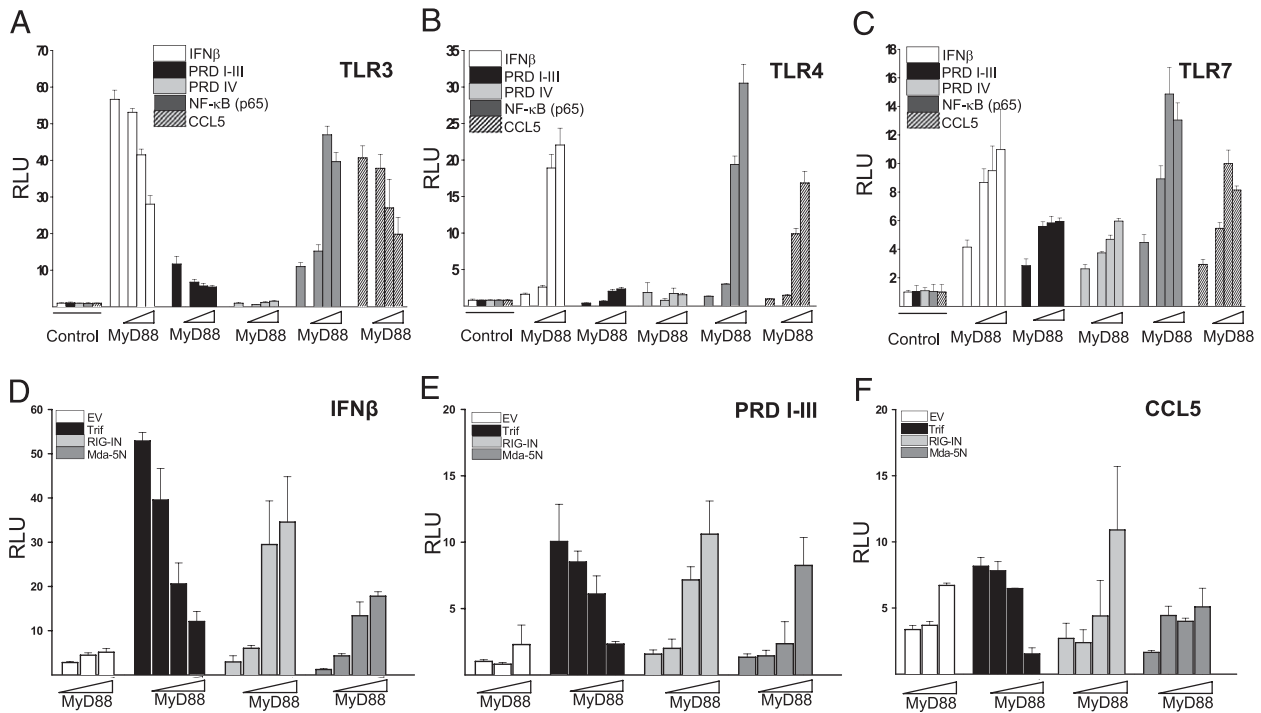 A
TLR3
RLU
70
60
50
40
30
20
10
IFNβ
PRD I-III
PRD IV
NF-κB (p65)
CCL5
Control MyD88 MyD88 MyD88 MyD88 MyD88
B
TLR4
RLU
35
30
25
20
15
10
5
IFNβ
PRD I-III
PRD IV
NF-κB (p65)
CCL5
Control MyD88 MyD88 MyD88 MyD88 MyD88
C
TLR7
RLU
18
16
14
12
10
8
6
4
2
IFNβ
PRD I-III
PRD IV
NF-κB (p65)
CCL5
Control MyD88 MyD88 MyD88 MyD88 MyD88
D
IFNβ
RLU
60
50
40
30
20
10
EV
Trif
RIG-IN
Mda-5N
MyD88 MyD88 MyD88 MyD88
E
PRD I-III
RLU
20
15
10
5
EV
Trif
RIG-IN
Mda-5N
MyD88 MyD88 MyD88 MyD88
F
CCL5
RLU
20
15
10
5
EV
Trif
RIG-IN
Mda-5N
MyD88 MyD88 MyD88 MyD88